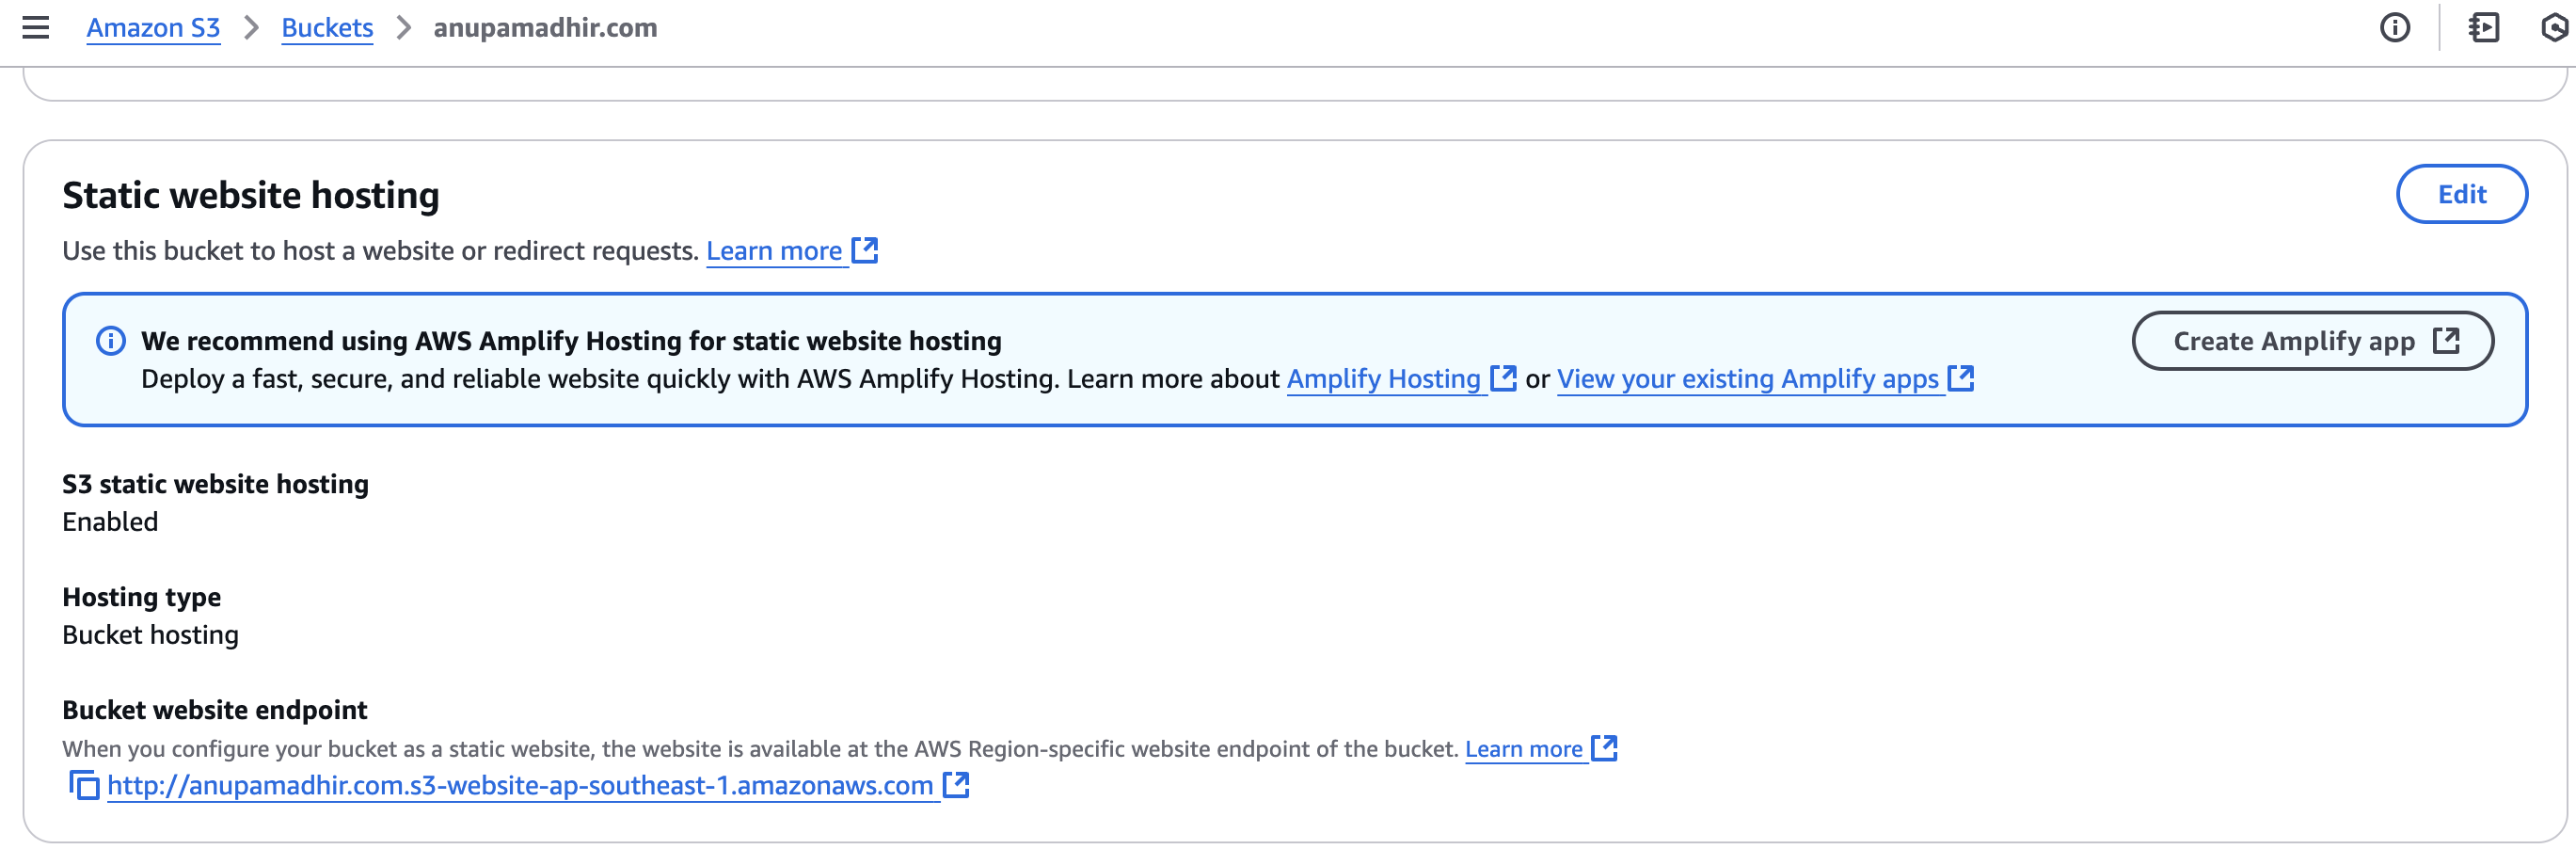 Amazon S3 > Buckets > anupamadhir.com
Static website hosting
Edit
Use this bucket to host a website or redirect requests. Learn more
We recommend using AWS Amplify Hosting for static website hosting
Create Amplify app
Deploy a fast, secure, and reliable website quickly with AWS Amplify Hosting. Learn more about Amplify Hosting or View your existing Amplify apps
S3 static website hosting
Enabled
Hosting type
Bucket hosting
Bucket website endpoint
When you configure your bucket as a static website, the website is available at the AWS Region-specific website endpoint of the bucket. Learn more
http://anupamadhir.com.s3-website-ap-southeast-1.amazonaws.com